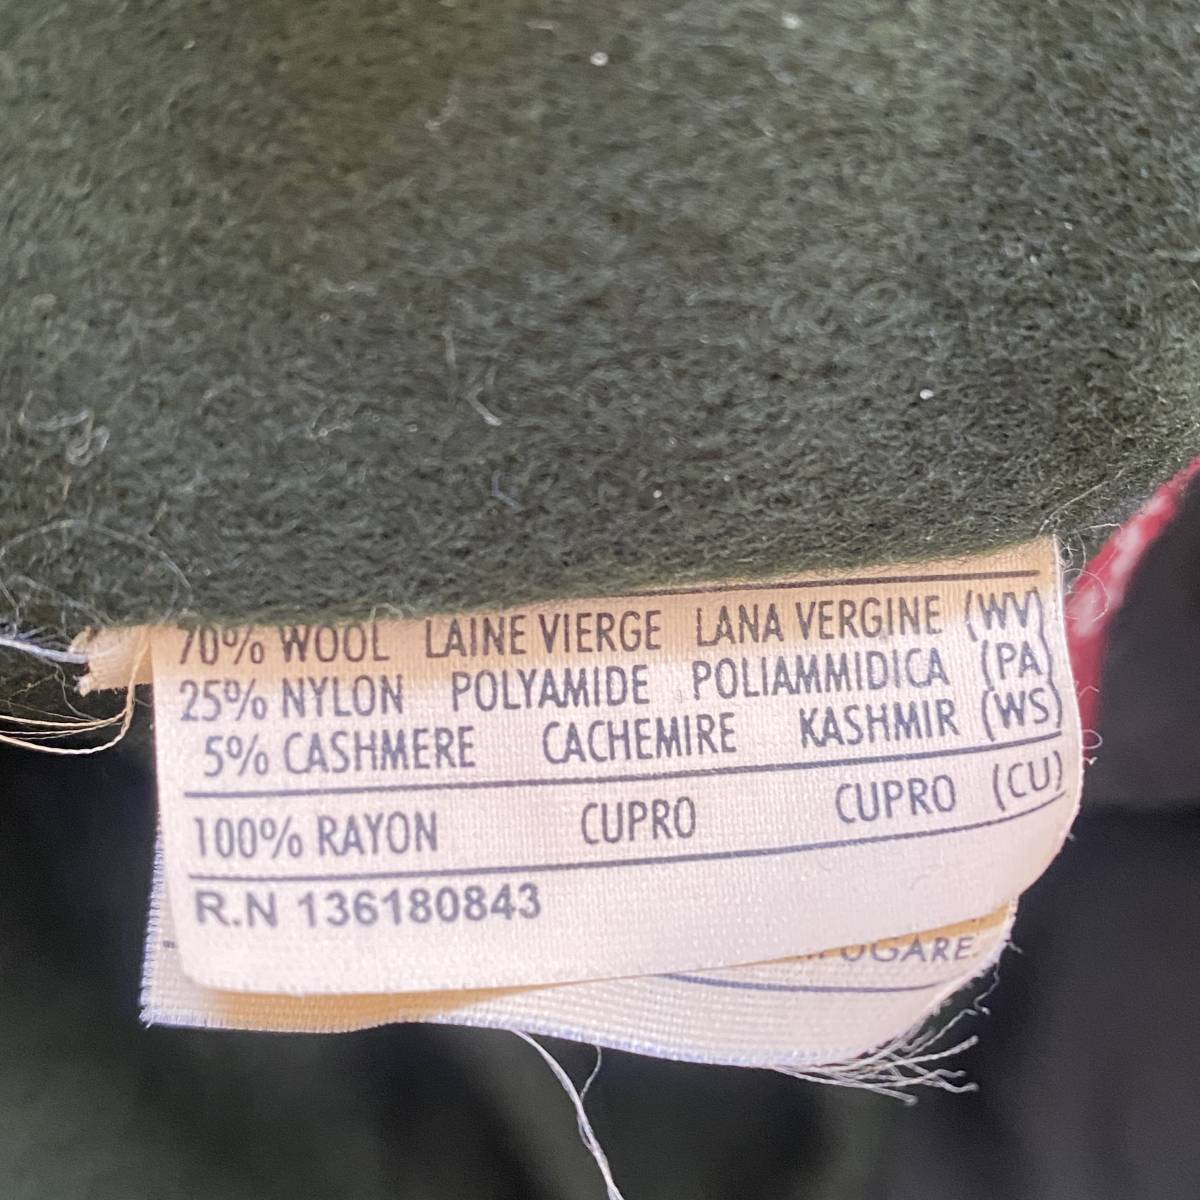 70% WOOL LAINE VIERGE LANA VERGINE (WV)
25% NYLON POLYAMIDE POLIAMMIDICA (PA)
5% CASHMERE CACHEMIRE KASHMIR (WS)
100% RAYON CUPRO CUPRO (CU)
R.N 136180843